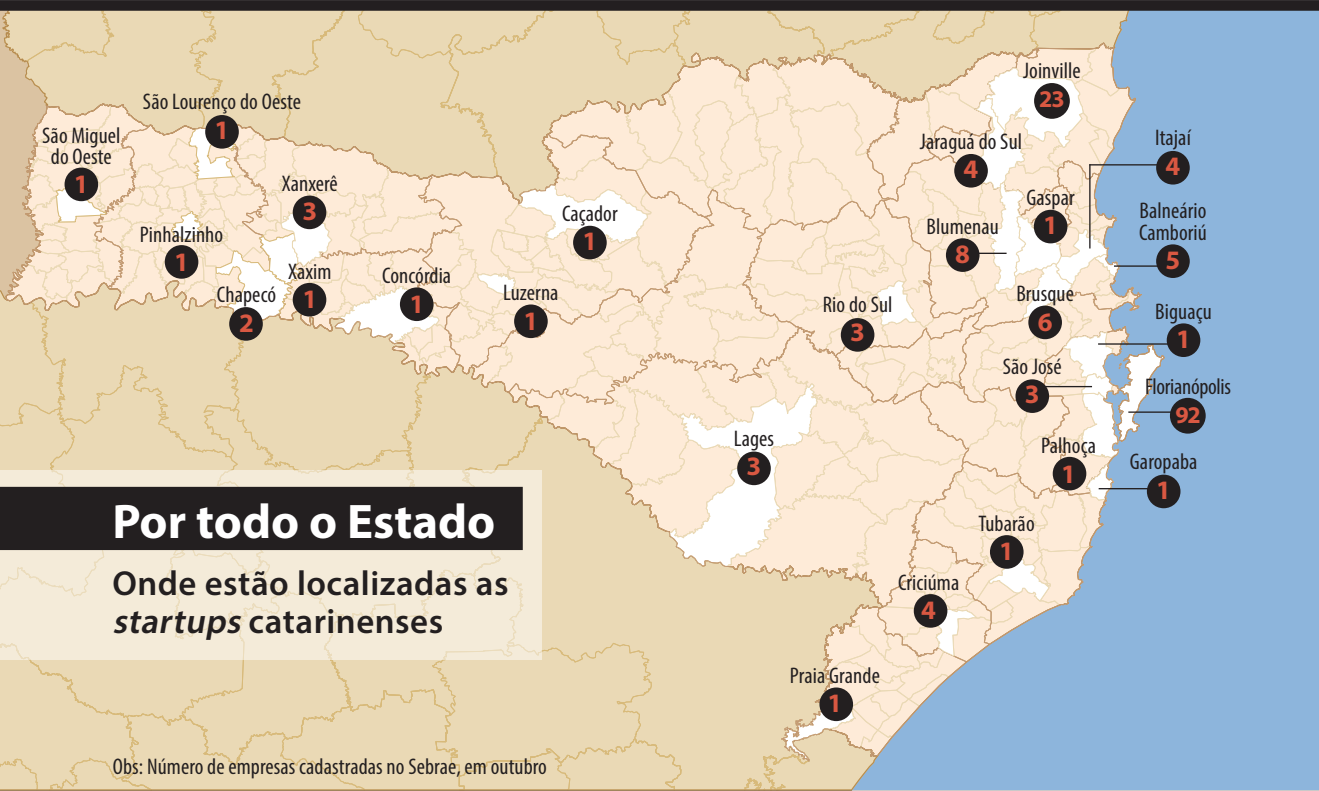 Joinville
23
São Lourenço do Oeste
1
São Miguel
do Oeste
1
Jaraguá do Sul
4
Itajaí
4
Xanxerê
3
Caçador
1
Gaspar
1
Balneário
Camboriú
5
Pinhalzinho
1
Blumenau
8
Xaxim
1
Concórdia
1
Chapecó
2
Luzerna
1
Rio do Sul
3
Brusque
6
Biguaçu
1
São José
3
Florianópolis
92
Lages
3
Palhoça
1
Garopaba
1
Por todo o Estado
Onde estão localizadas as
startups catarinenses
Tubarão
1
Criciúma
4
Praia Grande
1
Obs: Número de empresas cadastradas no Sebrae, em outubro